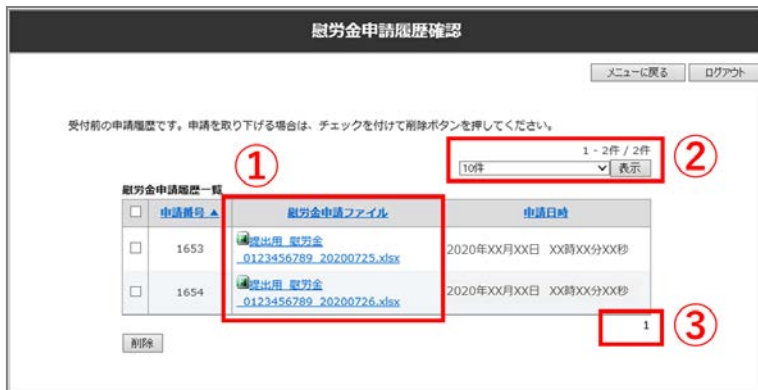 慰労金申請履歴確認
メニューに戻る ログアウト
受付前の申請履歴です。申請を取り下げる場合は、チェックを付けて削除ボタンを押してください。
① ②
1 - 2件 / 2件
10件 表示
慰労金申請履歴一覧
申請番号▲ 慰労金申請ファイル 申請日時
1653 提出用_慰労金
_0123456789_20200725.xlsx 2020年XX月XX日 XX時XX分XX秒
1654 提出用_慰労金
_0123456789_20200726.xlsx 2020年XX月XX日 XX時XX分XX秒
1 ③
削除